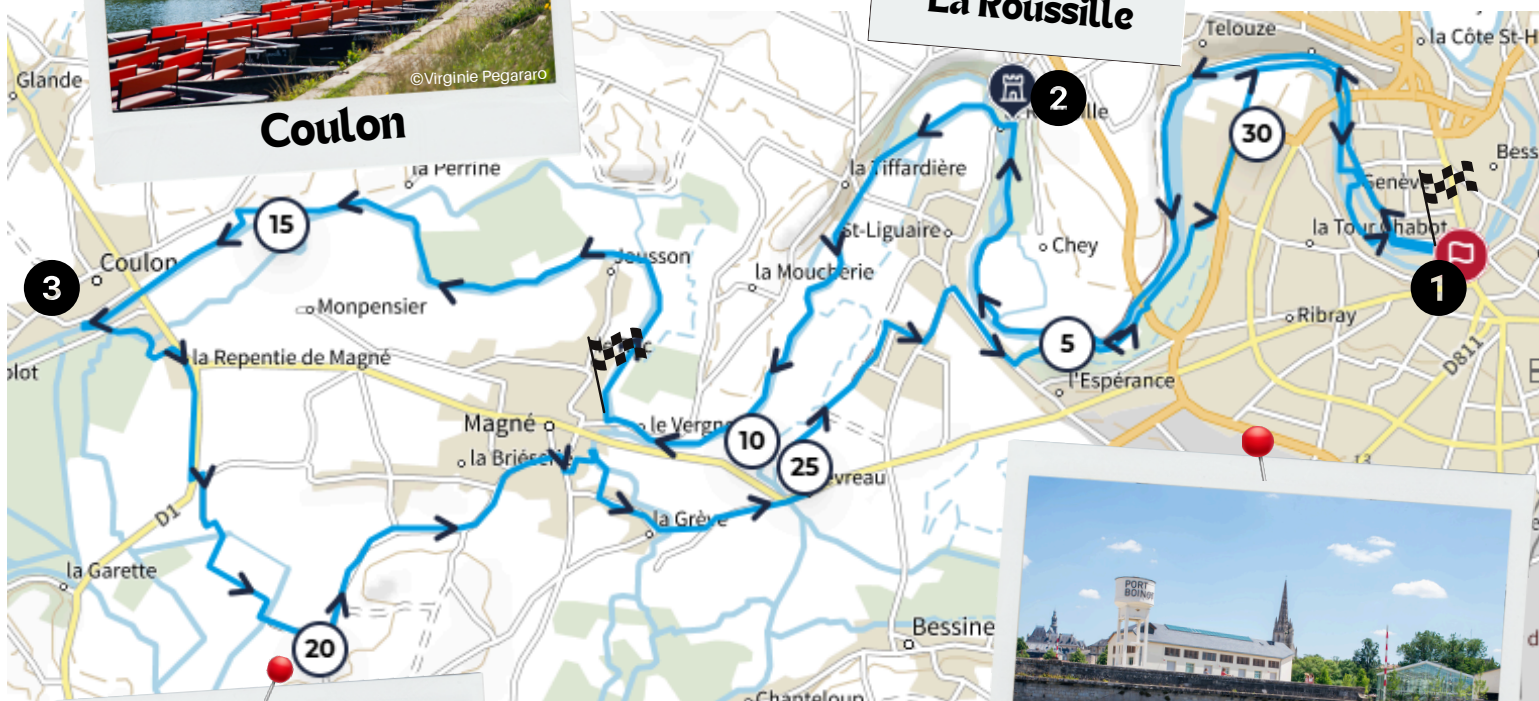 ©Virginie Pegararo
Coulon
La Roussille
Telouze
la Côte St-H
Glande
2
30
la Perrine
la Tiffardière
Genève
Bess
15
St-Liguaire
la Tour Chabot
Chey
Coulon
Jousson
la Moucherie
3
1
Monpensier
Ribray
5
la Repentie de Magné
D811
l'Espérance
Magné
le Vergne
10
la Briéserie
25
evreau
13
D1
la Grève
la Garette
PORT
BOINOT
20
Bessine
Chanteloup